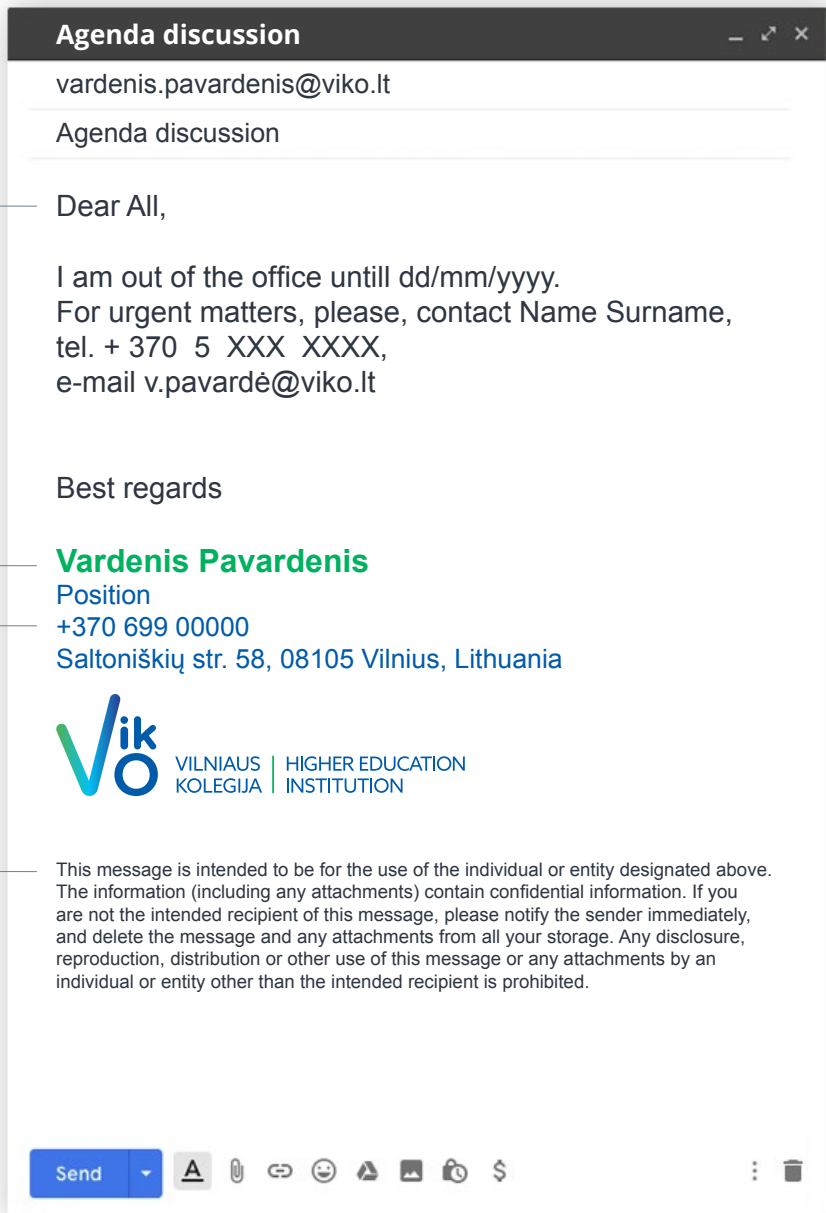 Agenda discussion
vardenis.pavardenis@viko.lt
Agenda discussion
Dear All,
I am out of the office untill dd/mm/yyyy.
For urgent matters, please, contact Name Surname,
tel. + 370 5 XXX XXXX,
e-mail v.pavardė@viko.lt
Best regards
Vardenis Pavardenis
Position
+370 699 00000
Saltoniškių str. 58, 08105 Vilnius, Lithuania
Viko
VILNIAUS | HIGHER EDUCATION
KOLEGIJA | INSTITUTION
This message is intended to be for the use of the individual or entity designated above.
The information (including any attachments) contain confidential information. If you
are not the intended recipient of this message, please notify the sender immediately,
and delete the message and any attachments from all your storage. Any disclosure,
reproduction, distribution or other use of this message or any attachments by an
individual or entity other than the intended recipient is prohibited.
Send